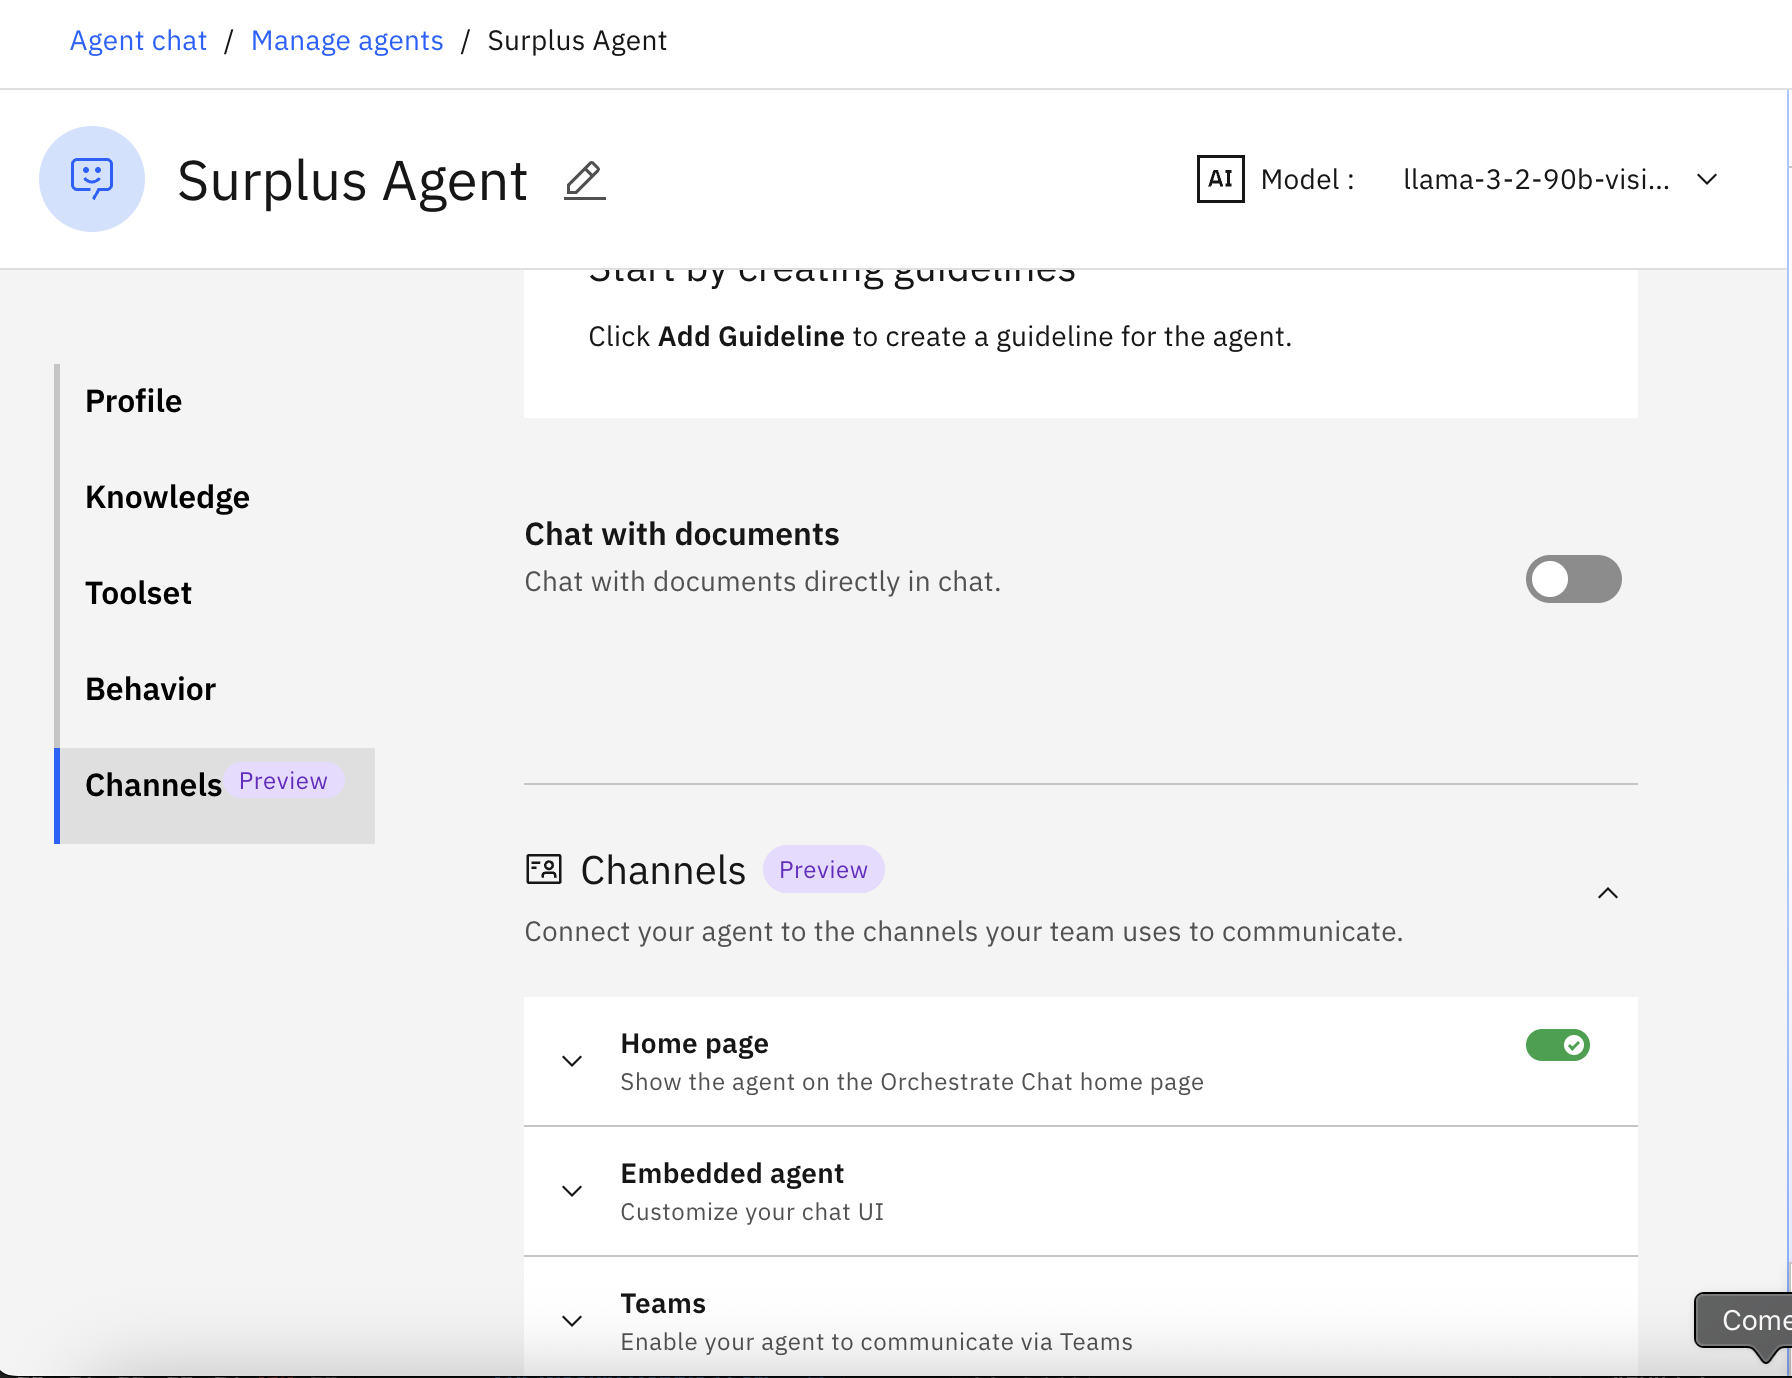 Agent chat / Manage agents / Surplus Agent
Surplus Agent
AI Model : llama-3-2-90b-visi...
Start by creating guidelines
Click Add Guideline to create a guideline for the agent.
Profile
Knowledge
Toolset
Behavior
Channels Preview
Chat with documents
Chat with documents directly in chat.
Channels Preview
Connect your agent to the channels your team uses to communicate.
Home page
Show the agent on the Orchestrate Chat home page
Embedded agent
Customize your chat UI
Teams
Enable your agent to communicate via Teams
Come